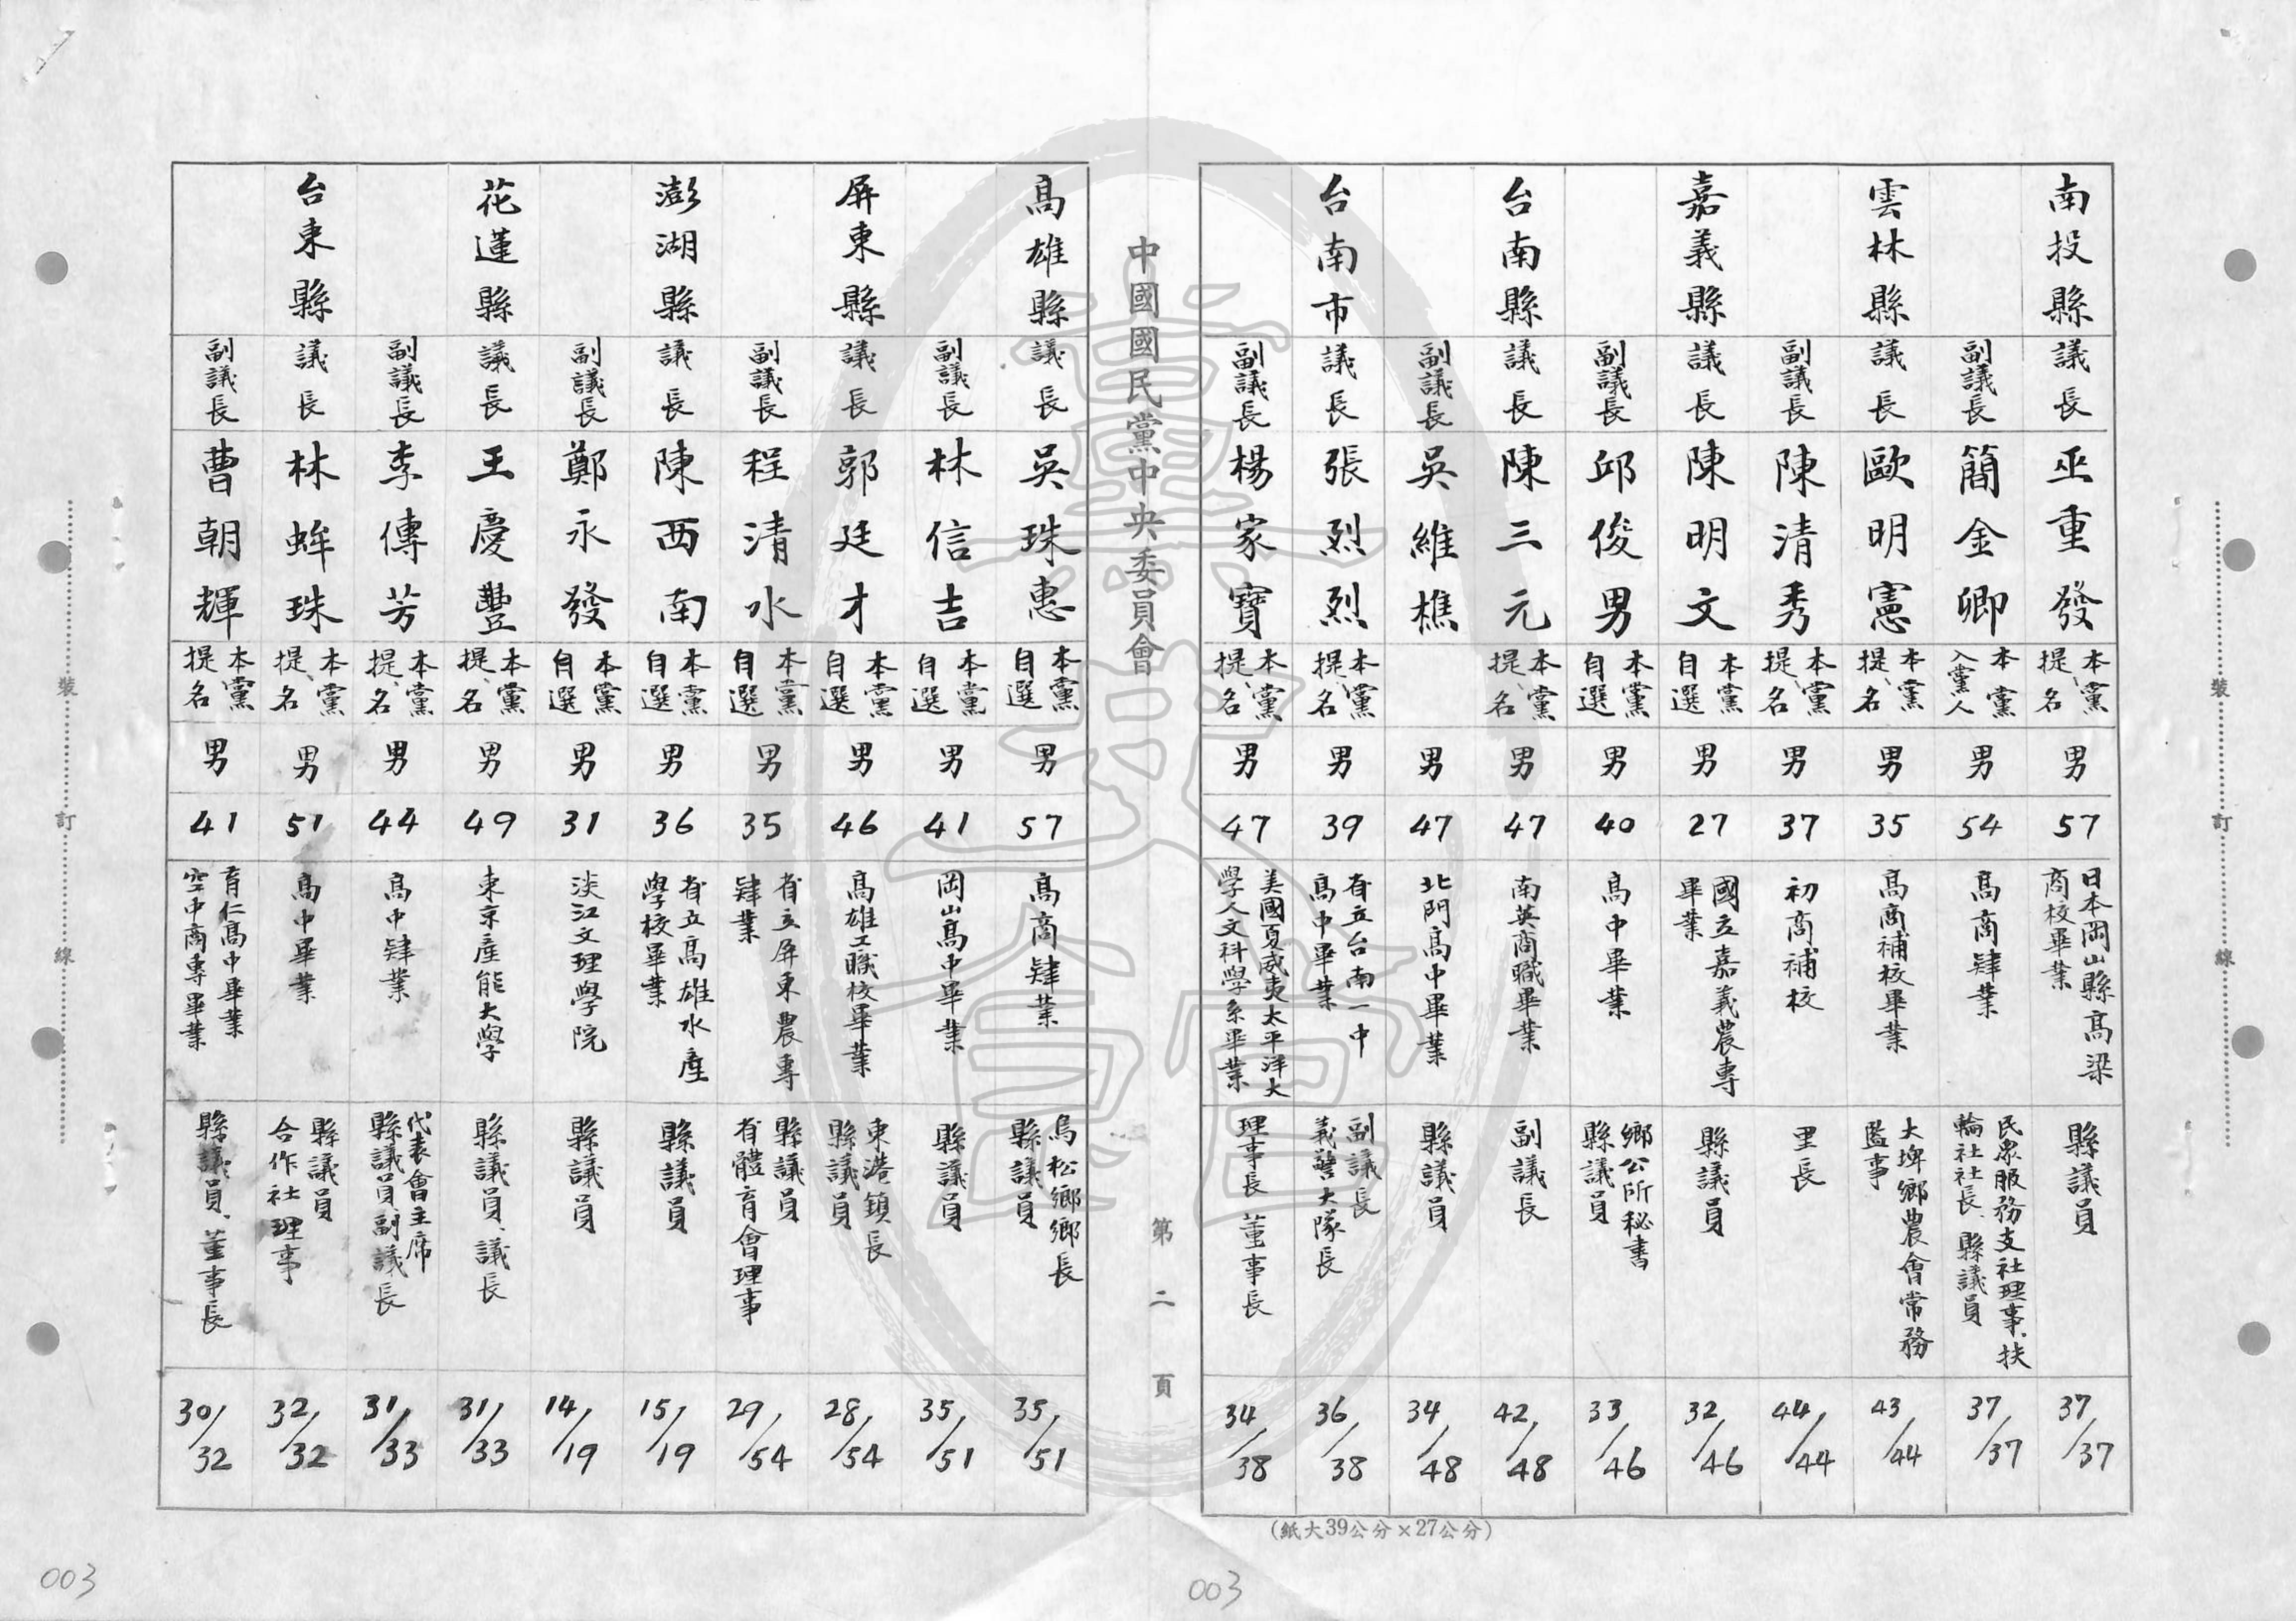 南投縣 議長 巫重發 本黨提名 男 57 日本岡山縣高梁商校畢業 縣議員 37/37
副議長 簡金卿 本黨入黨人 男 54 高商肄業 民眾服務支社理事、扶輪社社長、縣議員 37/37
雲林縣 議長 歐明憲 本黨提名 男 35 高商補校畢業 大埤鄉農會常務監事 43/44
副議長 陳清秀 本黨提名 男 37 初商補校 里長 44/44
嘉義縣 議長 陳明文 本黨自選 男 27 國立嘉義農專畢業 縣議員 32/46
副議長 邱俊男 本黨自選 男 40 高中畢業 鄉公所秘書縣議員 33/46
台南縣 議長 陳三元 本黨提名 男 47 南英商職畢業 副議長 42/48
副議長 吳維樵 男 47 北門高中畢業 縣議員 34/48
台南市 議長 張烈烈 本黨提名 男 39 省立台南一中高中畢業 副議長義警大隊長 36/38
副議長 楊家寶 本黨提名 男 47 美國夏威夷太平洋大學人文科學系畢業 理事長 董事長 34/38
(紙大39公分×27公分)
中國國民黨中央委員會
第二頁
高雄縣 議長 吳珠惠 本黨自選 男 57 高商肄業 鳥松鄉鄉長縣議員 35/51
副議長 林信吉 本黨自選 男 41 岡山高中畢業 縣議員 35/51
屏東縣 議長 郭廷才 本黨自選 男 46 高雄工職校畢業 東港鎮長縣議員 28/54
副議長 程清水 本黨自選 男 35 省立屏東農專肄業 縣議員有體育會理事 29/54
澎湖縣 議長 陳西南 本黨自選 男 36 省立高雄水產學校畢業 縣議員 15/19
副議長 鄭永發 本黨自選 男 31 淡江文理學院 縣議員 14/19
花蓮縣 議長 王慶豐 本黨提名 男 49 東京產能大學 縣議員、議長 31/33
副議長 李傳芳 本黨提名 男 44 高中肄業 代表會主席縣議員、副議長 31/33
台東縣 議長 林蛑珠 本黨提名 男 51 高中畢業 縣議員合作社理事 32/32
副議長 曹朝輝 本黨提名 男 41 育仁高中畢業空中商專畢業 縣議員、董事長 30/32
裝
訂
線
裝
訂
線
003
003